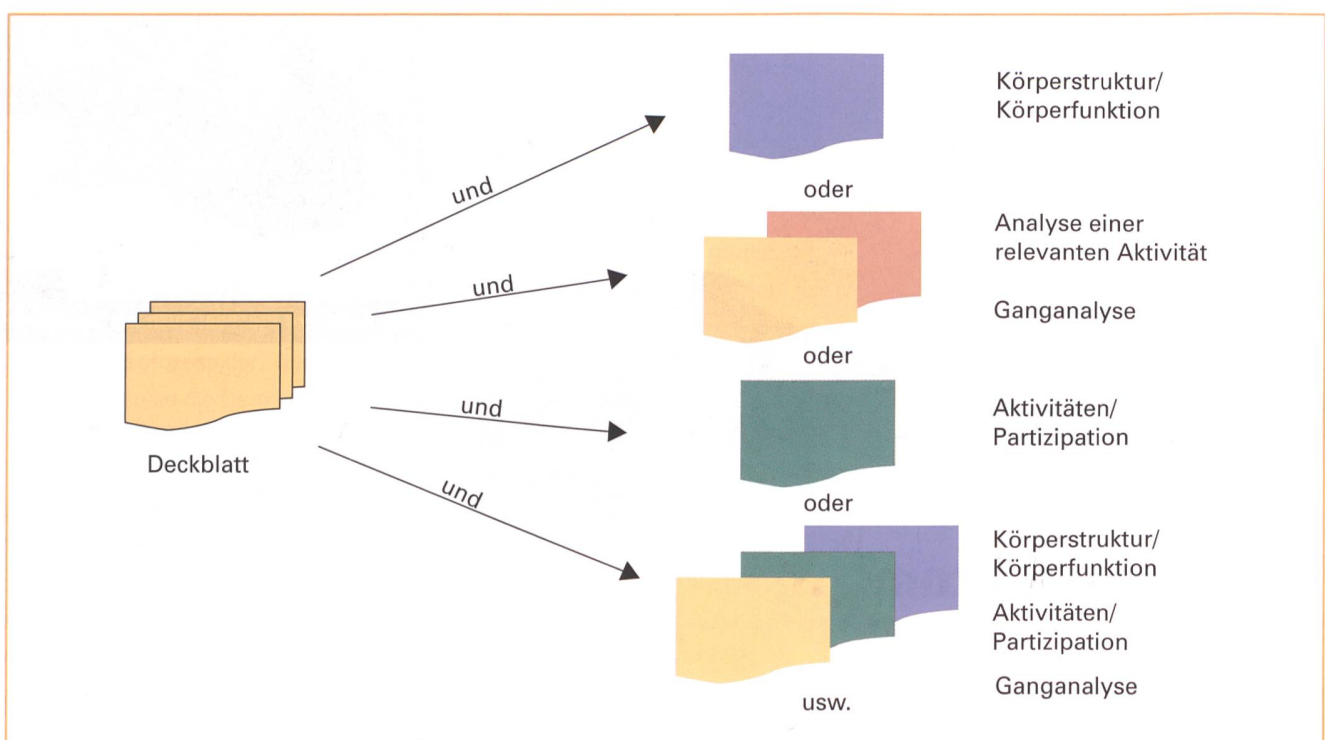 Körperstruktur/
Körperfunktion
und
oder
Analyse einer
relevanten Aktivität
und
Ganganalyse
oder
Aktivitäten/
Partizipation
und
Deckblatt
und
oder
Körperstruktur/
Körperfunktion
Aktivitäten/
Partizipation
Ganganalyse
usw.